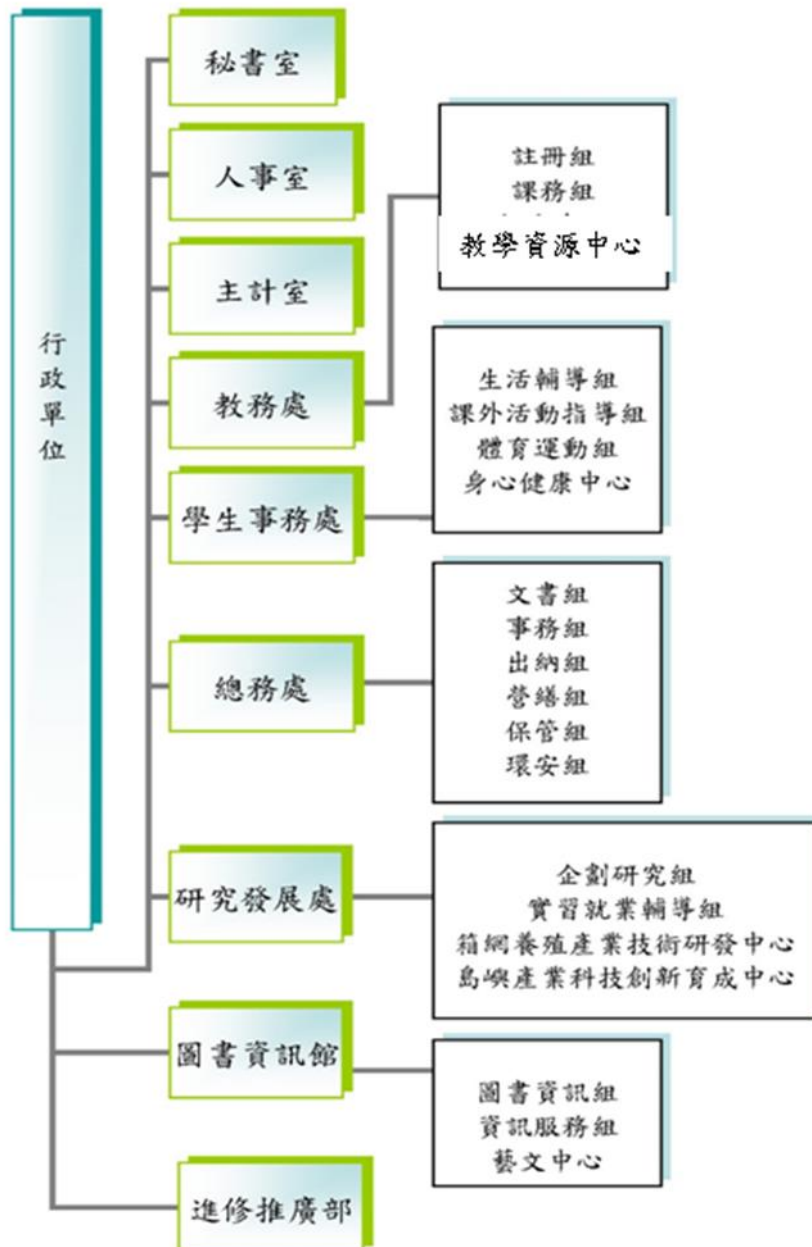 行政單位
秘書室
人事室
主計室
教務處
註冊組
課務組
教學資源中心
學生事務處
生活輔導組
課外活動指導組
體育運動組
身心健康中心
總務處
文書組
事務組
出納組
營繕組
保管組
環安組
研究發展處
企劃研究組
實習就業輔導組
箱網養殖產業技術研發中心
島嶼產業科技創新育成中心
圖書資訊館
圖書資訊組
資訊服務組
藝文中心
進修推廣部